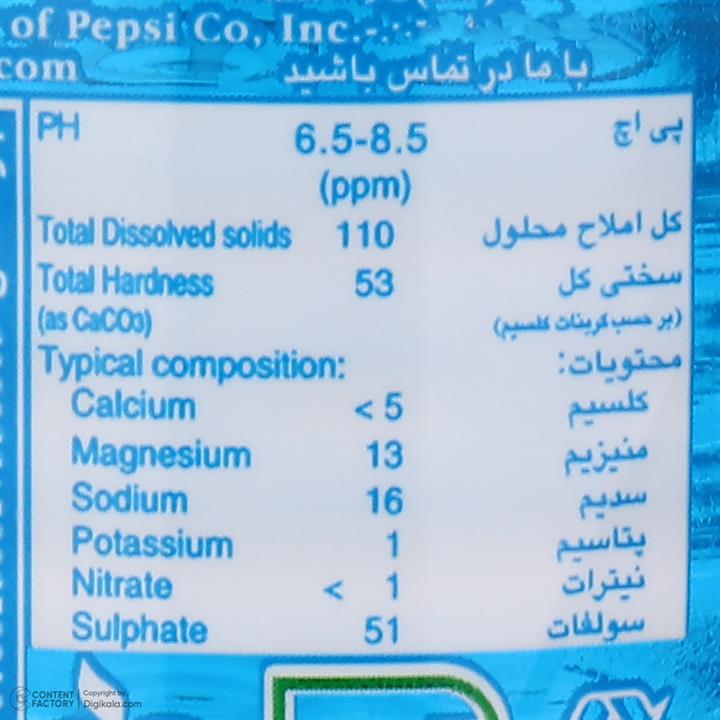 of Pepsi Co, Inc.
com با ما در تماس باشید
PH 6.5-8.5 پی اچ
(ppm)
Total Dissolved solids 110 کل املاح محلول
Total Hardness 53 سختی کل
(as CaCO3) (بر حسب کربنات کلسیم)
Typical composition: محتویات:
Calcium < 5 کلسیم
Magnesium 13 منیزیم
Sodium 16 سدیم
Potassium 1 پتاسیم
Nitrate < 1 نیترات
Sulphate 51 سولفات
CONTENT FACTORY Copyright by Digikala.com